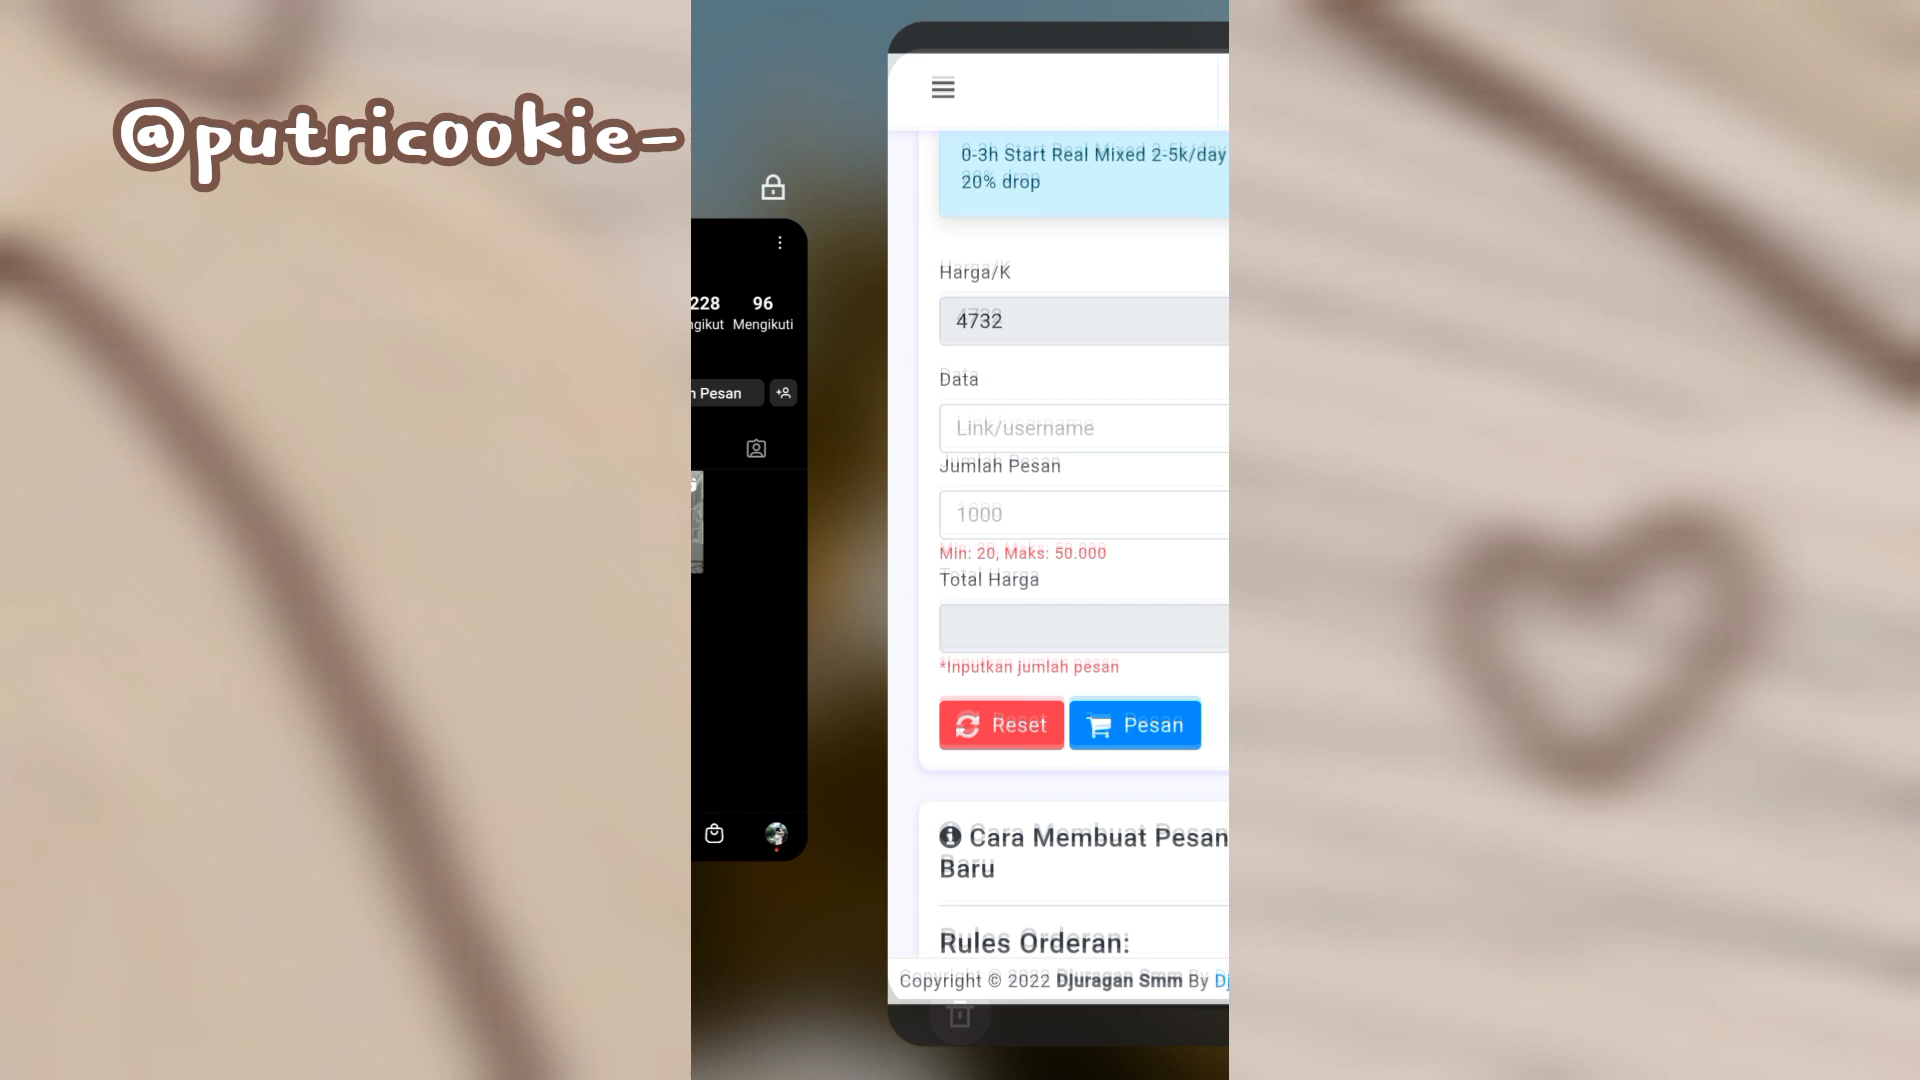 @putricookie-
228
96
ngikut
Mengikuti
n Pesan
0-3h Start Real Mixed 2-5k/day
20% drop
Harga/K
4732
Data
Link/username
Jumlah Pesan
1000
Min: 20, Maks: 50.000
Total Harga
*Inputkan jumlah pesan
Reset
Pesan
Cara Membuat Pesan
Baru
Rules Orderan:
Copyright © 2022 Djuragan Smm By Dj